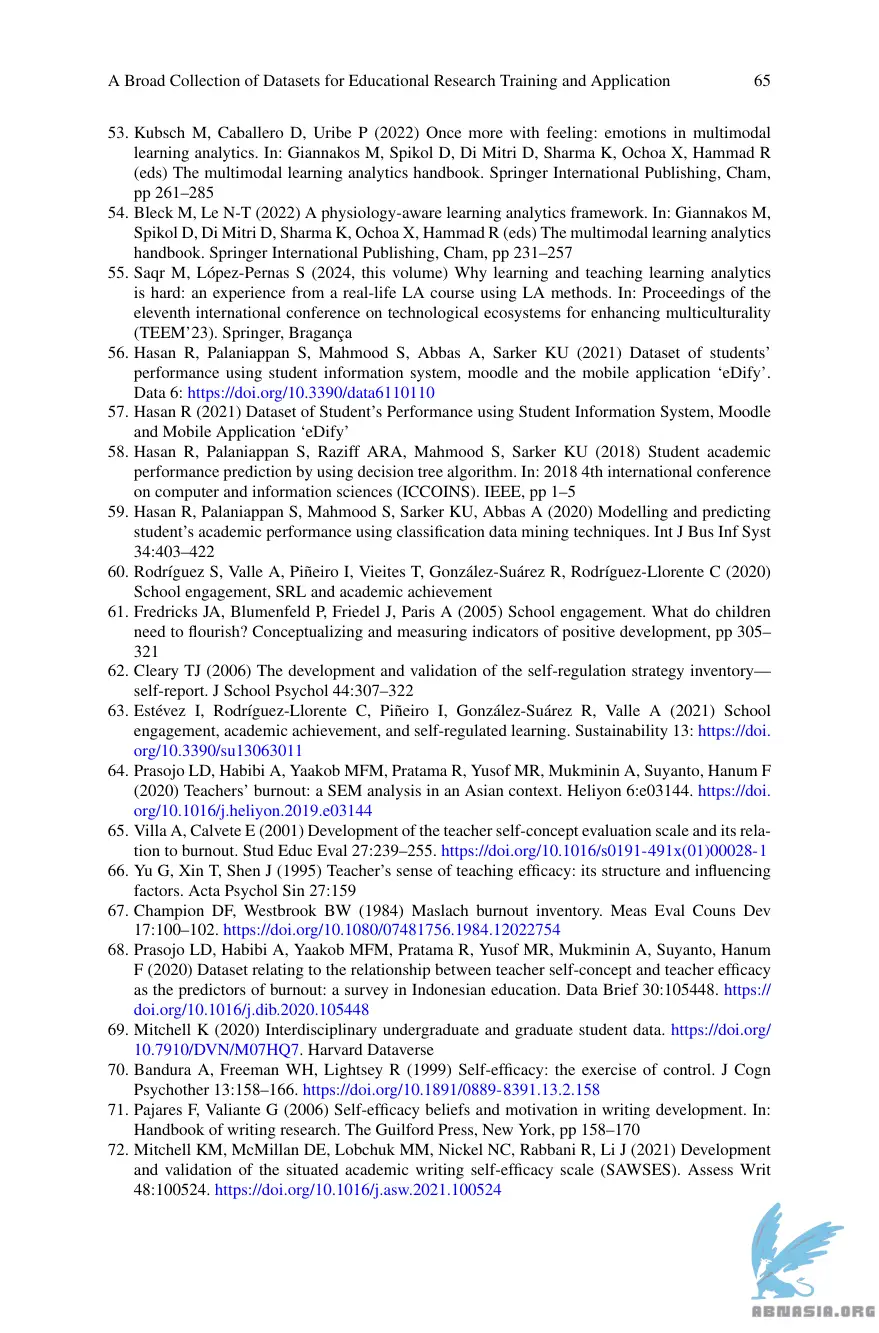 A Broad Collection of Datasets for Educational Research Training and Application 65
53. Kubsch M, Caballero D, Uribe P (2022) Once more with feeling: emotions in multimodal
learning analytics. In: Giannakos M, Spikol D, Di Mitri D, Sharma K, Ochoa X, Hammad R
(eds) The multimodal learning analytics handbook. Springer International Publishing, Cham,
pp 261–285
54. Bleck M, Le N-T (2022) A physiology-aware learning analytics framework. In: Giannakos M,
Spikol D, Di Mitri D, Sharma K, Ochoa X, Hammad R (eds) The multimodal learning analytics
handbook. Springer International Publishing, Cham, pp 231–257
55. Saqr M, López-Pernas S (2024, this volume) Why learning and teaching learning analytics
is hard: an experience from a real-life LA course using LA methods. In: Proceedings of the
eleventh international conference on technological ecosystems for enhancing multiculturality
(TEEM’23). Springer, Bragança
56. Hasan R, Palaniappan S, Mahmood S, Abbas A, Sarker KU (2021) Dataset of students’
performance using student information system, moodle and the mobile application ‘eDify’.
Data 6: https://doi.org/10.3390/data6110110
57. Hasan R (2021) Dataset of Student’s Performance using Student Information System, Moodle
and Mobile Application ‘eDify’
58. Hasan R, Palaniappan S, Raziff ARA, Mahmood S, Sarker KU (2018) Student academic
performance prediction by using decision tree algorithm. In: 2018 4th international conference
on computer and information sciences (ICCOINS). IEEE, pp 1–5
59. Hasan R, Palaniappan S, Mahmood S, Sarker KU, Abbas A (2020) Modelling and predicting
student’s academic performance using classification data mining techniques. Int J Bus Inf Syst
34:403–422
60. Rodríguez S, Valle A, Piñeiro I, Vieites T, González-Suárez R, Rodríguez-Llorente C (2020)
School engagement, SRL and academic achievement
61. Fredricks JA, Blumenfeld P, Friedel J, Paris A (2005) School engagement. What do children
need to flourish? Conceptualizing and measuring indicators of positive development, pp 305–
321
62. Cleary TJ (2006) The development and validation of the self-regulation strategy inventory—
self-report. J School Psychol 44:307–322
63. Estévez I, Rodríguez-Llorente C, Piñeiro I, González-Suárez R, Valle A (2021) School
engagement, academic achievement, and self-regulated learning. Sustainability 13: https://doi.
org/10.3390/su13063011
64. Prasojo LD, Habibi A, Yaakob MFM, Pratama R, Yusof MR, Mukminin A, Suyanto, Hanum F
(2020) Teachers’ burnout: a SEM analysis in an Asian context. Heliyon 6:e03144. https://doi.
org/10.1016/j.heliyon.2019.e03144
65. Villa A, Calvete E (2001) Development of the teacher self-concept evaluation scale and its rela-
tion to burnout. Stud Educ Eval 27:239–255. https://doi.org/10.1016/s0191-491x(01)00028-1
66. Yu G, Xin T, Shen J (1995) Teacher’s sense of teaching efficacy: its structure and influencing
factors. Acta Psychol Sin 27:159
67. Champion DF, Westbrook BW (1984) Maslach burnout inventory. Meas Eval Couns Dev
17:100–102. https://doi.org/10.1080/07481756.1984.12022754
68. Prasojo LD, Habibi A, Yaakob MFM, Pratama R, Yusof MR, Mukminin A, Suyanto, Hanum
F (2020) Dataset relating to the relationship between teacher self-concept and teacher efficacy
as the predictors of burnout: a survey in Indonesian education. Data Brief 30:105448. https://
doi.org/10.1016/j.dib.2020.105448
69. Mitchell K (2020) Interdisciplinary undergraduate and graduate student data. https://doi.org/
10.7910/DVN/M07HQ7. Harvard Dataverse
70. Bandura A, Freeman WH, Lightsey R (1999) Self-efficacy: the exercise of control. J Cogn
Psychother 13:158–166. https://doi.org/10.1891/0889-8391.13.2.158
71. Pajares F, Valiante G (2006) Self-efficacy beliefs and motivation in writing development. In:
Handbook of writing research. The Guilford Press, New York, pp 158–170
72. Mitchell KM, McMillan DE, Lobchuk MM, Nickel NC, Rabbani R, Li J (2021) Development
and validation of the situated academic writing self-efficacy scale (SAWSES). Assess Writ
48:100524. https://doi.org/10.1016/j.asw.2021.100524
ABNASIA.ORG